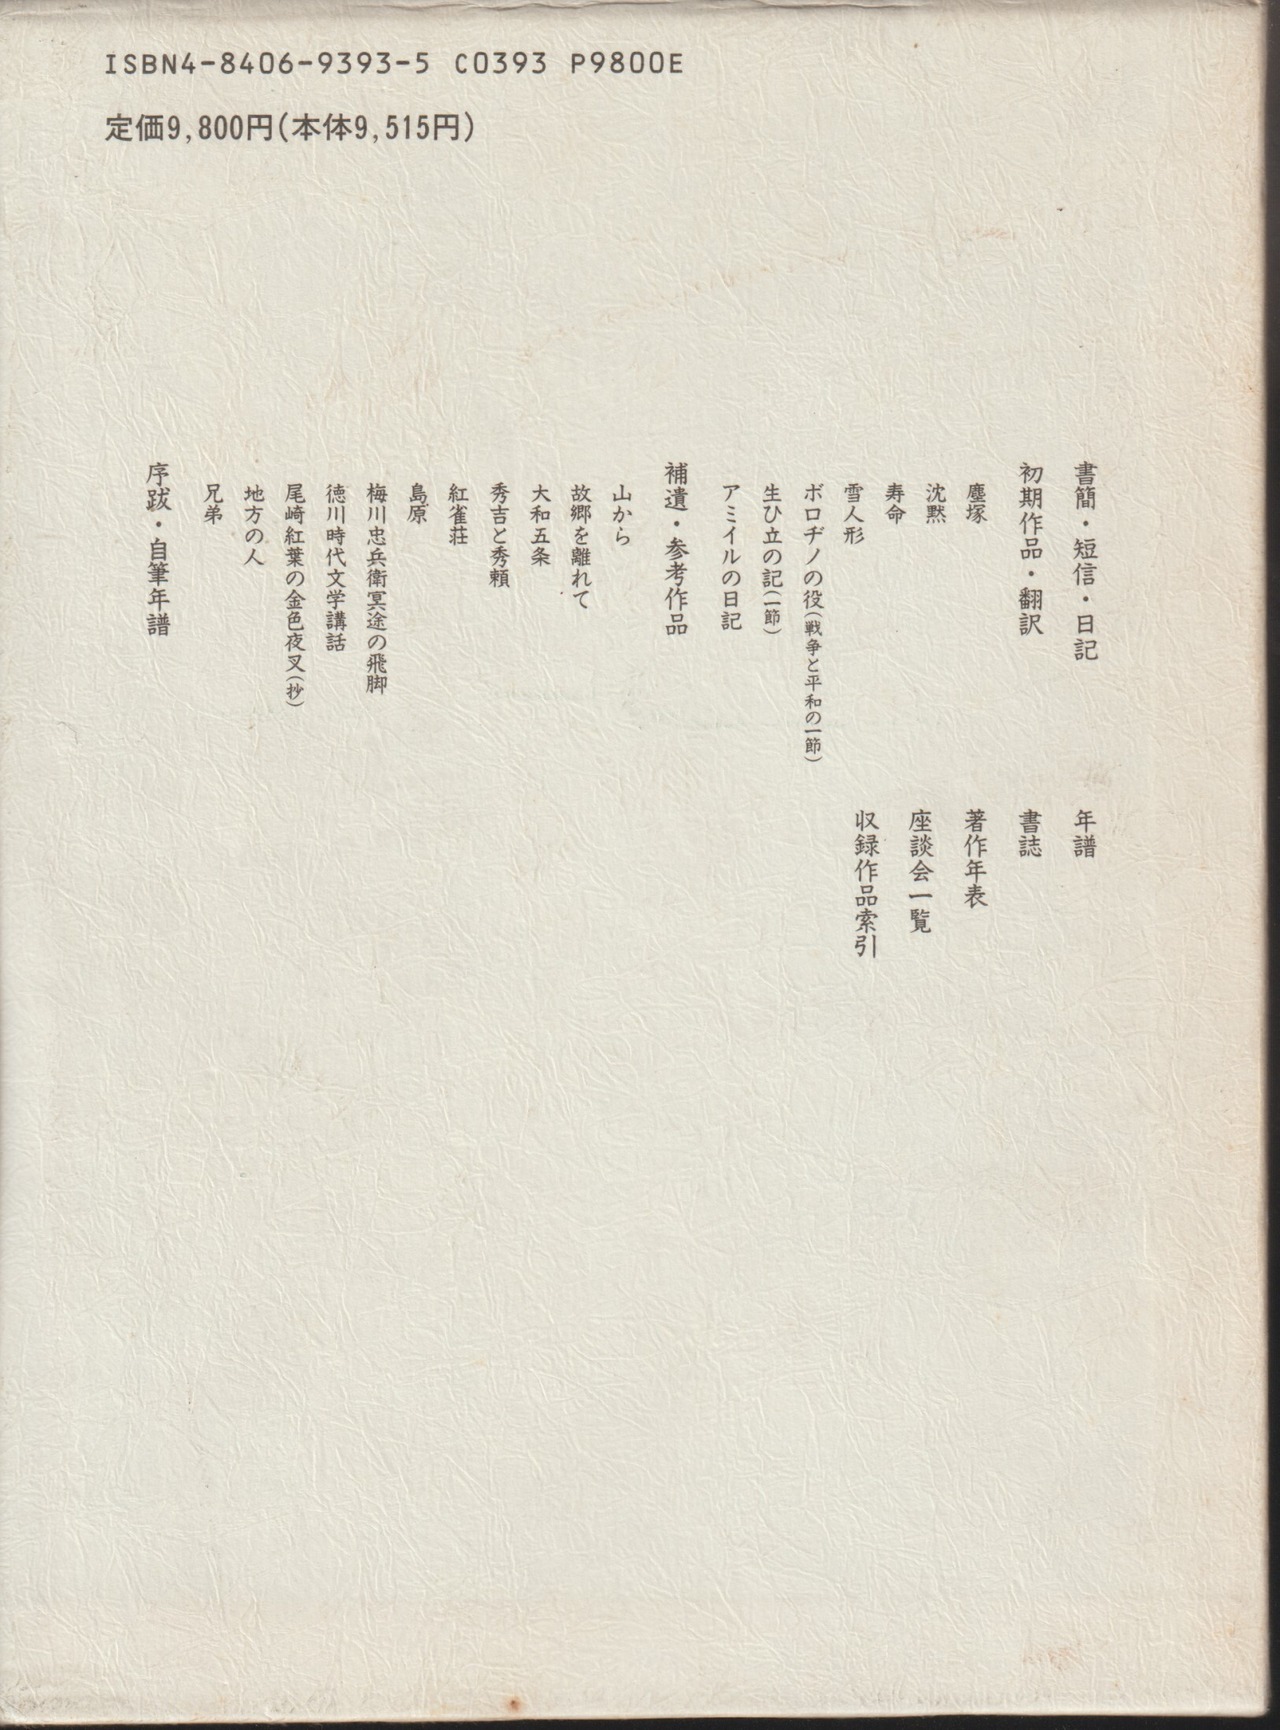 ISBN4-8406-9393-5 C0393 P9800E
定価9,800円(本体9,515円)
書簡・短信・日記
初期作品・翻訳
塵塚
沈黙
寿命
雪人形
ボロヂノの役(戦争と平和の一節)
生ひ立の記(一節)
アミイルの日記
補遺・参考作品
山から
故郷を離れて
大和五条
秀吉と秀頼
紅雀荘
島原
梅川忠兵衛冥途の飛脚
徳川時代文学講話
尾崎紅葉の金色夜叉(抄)
地方の人
兄弟
序跋・自筆年譜
年譜
書誌
著作年表
座談会一覧
収録作品索引